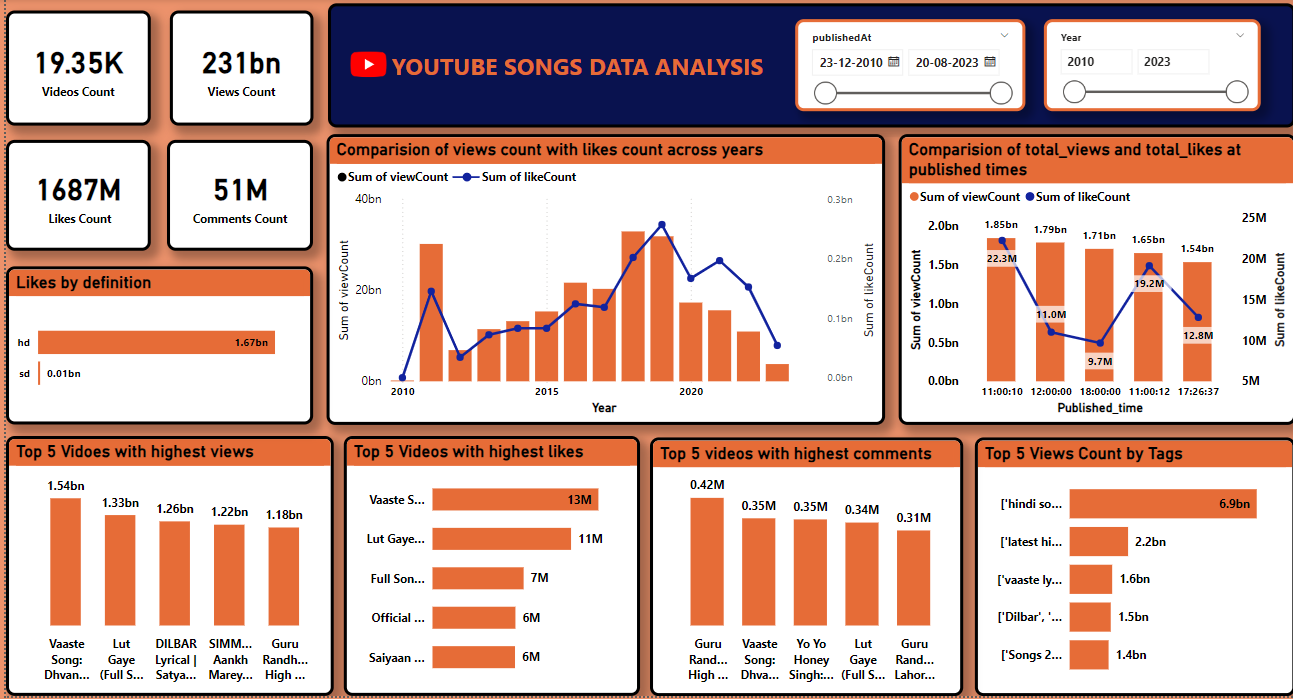 19.35K
Videos Count
231bn
Views Count
YOUTUBE SONGS DATA ANALYSIS
publishedAt
23-12-2010
20-08-2023
Year
2010
2023
1687M
Likes Count
51M
Comments Count
Comparision of views count with likes count across years
Sum of viewCount
Sum of likeCount
40bn
20bn
0bn
Sum of viewCount
0.3bn
0.2bn
0.1bn
0.0bn
Sum of likeCount
2010
2015
2020
Year
Comparision of total_views and total_likes at
published times
Sum of viewCount
Sum of likeCount
2.0bn
1.5bn
1.0bn
0.5bn
0.0bn
Sum of viewCount
1.85bn
1.79bn
1.71bn
1.65bn
1.54bn
22.3M
11.0M
9.7M
19.2M
12.8M
25M
20M
15M
10M
5M
Sum of likeCount
11:00:10
12:00:00
18:00:00
11:00:12
17:26:37
Published_time
Likes by definition
hd
1.67bn
sd
0.01bn
Top 5 Vidoes with highest views
1.54bn
1.33bn
1.26bn
1.22bn
1.18bn
Vaaste
Song:
Dhvan...
Lut
Gaye
(Full S...
DILBAR
Lyrical |
Satya...
SIMM...
Aankh
Marey...
Guru
Randh...
High ...
Top 5 Videos with highest likes
Vaaste S...
13M
Lut Gaye...
11M
Full Son...
7M
Official ...
6M
Saiyaan ...
6M
Top 5 videos with highest comments
0.42M
0.35M
0.35M
0.34M
0.31M
Guru
Rand...
High ...
Vaaste
Song:
Dhva...
Yo Yo
Honey
Singh:...
Lut
Gaye
(Full S...
Guru
Rand...
Lahor...
Top 5 Views Count by Tags
['hindi so...
6.9bn
['latest hi...
2.2bn
['vaaste ly...
1.6bn
['Dilbar', '...
1.5bn
['Songs 2...
1.4bn